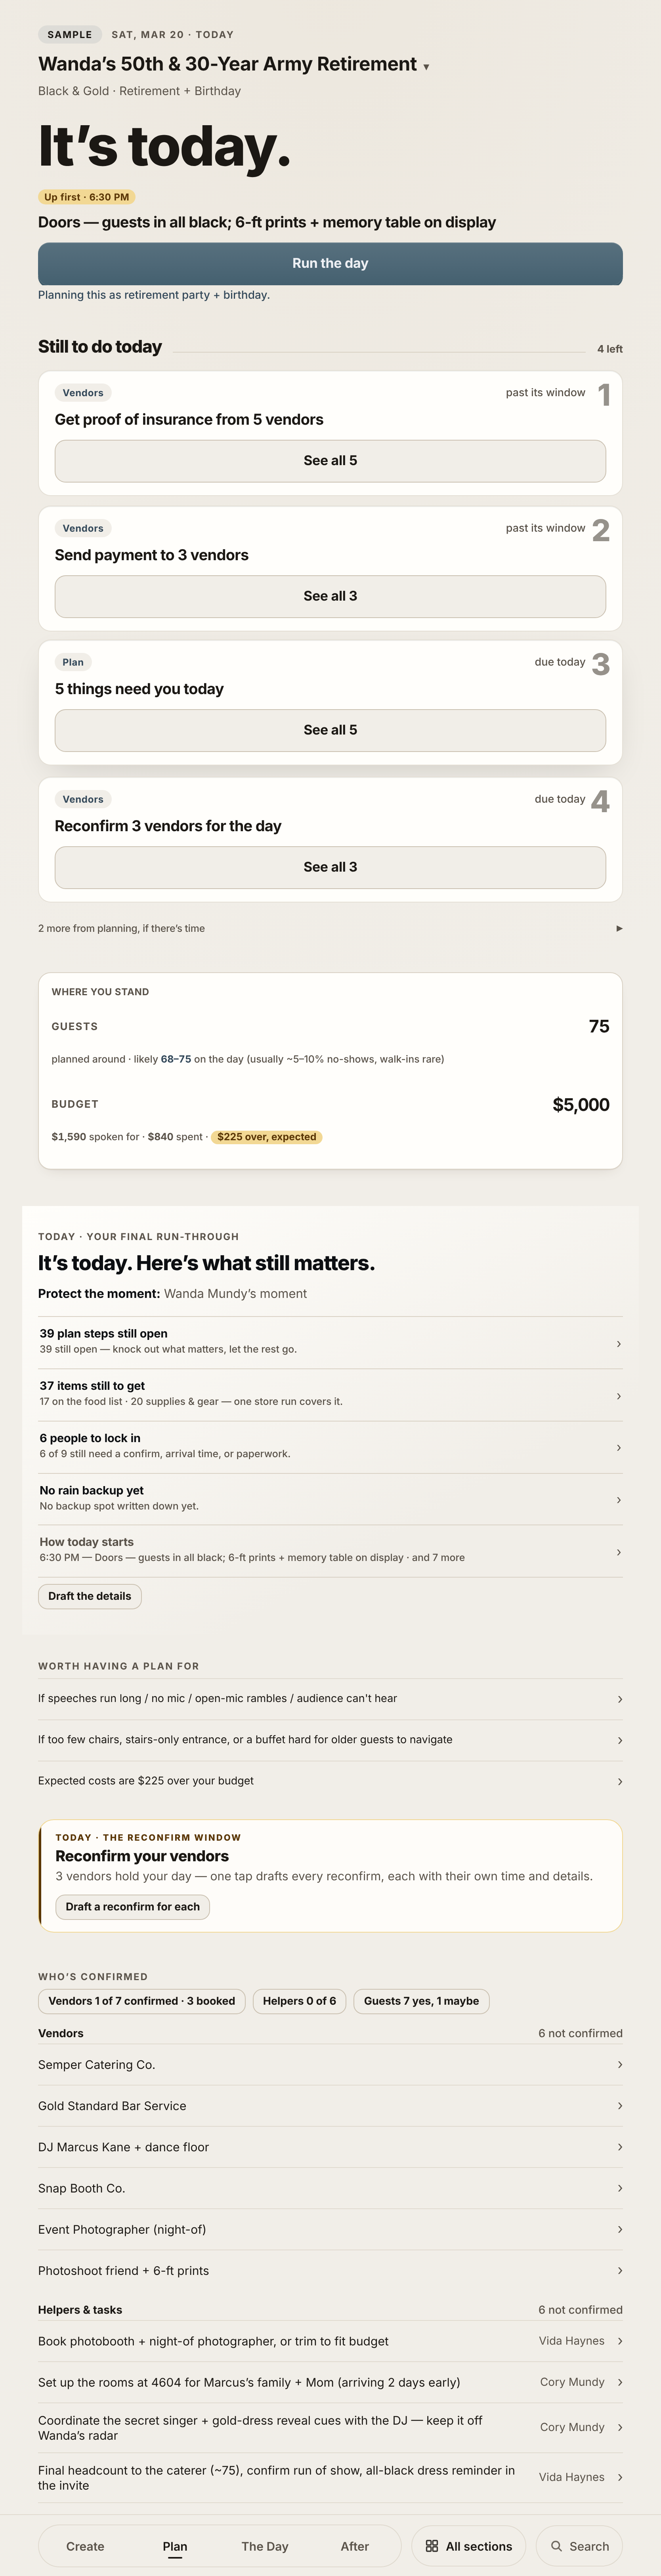 SAMPLE SAT, MAR 20 · TODAY
Wanda’s 50th & 30-Year Army Retirement ▾
Black & Gold · Retirement + Birthday
It’s today.
Up first · 6:30 PM
Doors — guests in all black; 6-ft prints + memory table on display
Run the day
Planning this as retirement party + birthday.
Still to do today 4 left
Vendors past its window 1
Get proof of insurance from 5 vendors
See all 5
Vendors past its window 2
Send payment to 3 vendors
See all 3
Plan due today 3
5 things need you today
See all 5
Vendors due today 4
Reconfirm 3 vendors for the day
See all 3
2 more from planning, if there’s time ▸
WHERE YOU STAND
GUESTS 75
planned around · likely 68–75 on the day (usually ~5–10% no-shows, walk-ins rare)
BUDGET $5,000
$1,590 spoken for · $840 spent · $225 over, expected
TODAY · YOUR FINAL RUN-THROUGH
It’s today. Here’s what still matters.
Protect the moment: Wanda Mundy’s moment
39 plan steps still open
39 still open — knock out what matters, let the rest go. ›
37 items still to get
17 on the food list · 20 supplies & gear — one store run covers it. ›
6 people to lock in
6 of 9 still need a confirm, arrival time, or paperwork. ›
No rain backup yet
No backup spot written down yet. ›
How today starts
6:30 PM — Doors — guests in all black; 6-ft prints + memory table on display · and 7 more ›
Draft the details
WORTH HAVING A PLAN FOR
If speeches run long / no mic / open-mic rambles / audience can't hear ›
If too few chairs, stairs-only entrance, or a buffet hard for older guests to navigate ›
Expected costs are $225 over your budget ›
TODAY · THE RECONFIRM WINDOW
Reconfirm your vendors
3 vendors hold your day — one tap drafts every reconfirm, each with their own time and details.
Draft a reconfirm for each
WHO’S CONFIRMED
Vendors 1 of 7 confirmed · 3 booked Helpers 0 of 6 Guests 7 yes, 1 maybe
Vendors 6 not confirmed
Semper Catering Co. ›
Gold Standard Bar Service ›
DJ Marcus Kane + dance floor ›
Snap Booth Co. ›
Event Photographer (night-of) ›
Photoshoot friend + 6-ft prints ›
Helpers & tasks 6 not confirmed
Book photobooth + night-of photographer, or trim to fit budget Vida Haynes ›
Set up the rooms at 4604 for Marcus’s family + Mom (arriving 2 days early) Cory Mundy ›
Coordinate the secret singer + gold-dress reveal cues with the DJ — keep it off
Wanda’s radar Cory Mundy ›
Final headcount to the caterer (~75), confirm run of show, all-black dress reminder in
the invite Vida Haynes ›
Create Plan The Day After All sections Search